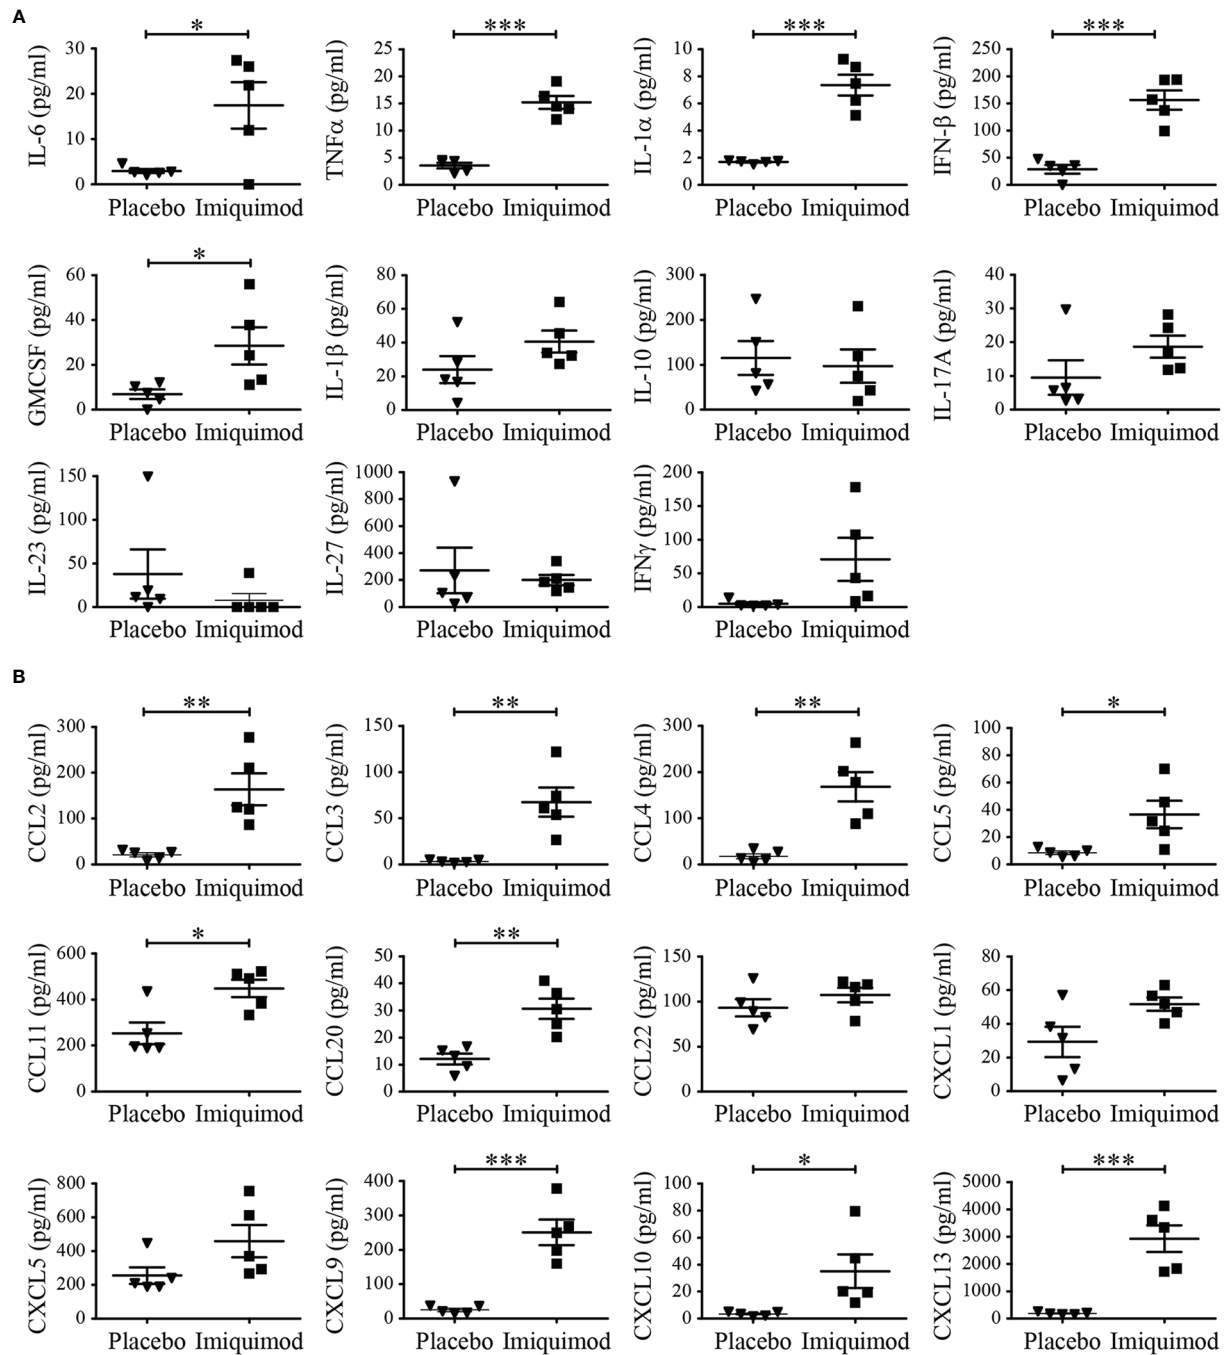 A
* *** *** ***
IL-6 (pg/ml) 30 20 10 0 Placebo Imiquimod
TNFα (pg/ml) 25 20 15 10 5 0 Placebo Imiquimod
IL-1α (pg/ml) 10 8 6 4 2 0 Placebo Imiquimod
IFN-β (pg/ml) 250 200 150 100 50 0 Placebo Imiquimod
*
GMCSF (pg/ml) 60 40 20 0 Placebo Imiquimod
IL-1β (pg/ml) 80 60 40 20 0 Placebo Imiquimod
IL-10 (pg/ml) 300 200 100 0 Placebo Imiquimod
IL-17A (pg/ml) 40 30 20 10 0 Placebo Imiquimod
IL-23 (pg/ml) 150 100 50 0 Placebo Imiquimod
IL-27 (pg/ml) 1000 800 600 400 200 0 Placebo Imiquimod
IFNγ (pg/ml) 200 150 100 50 0 Placebo Imiquimod
B
** ** ** *
CCL2 (pg/ml) 300 200 100 0 Placebo Imiquimod
CCL3 (pg/ml) 150 100 50 0 Placebo Imiquimod
CCL4 (pg/ml) 300 200 100 0 Placebo Imiquimod
CCL5 (pg/ml) 100 80 60 40 20 0 Placebo Imiquimod
* **
CCL11 (pg/ml) 600 400 200 0 Placebo Imiquimod
CCL20 (pg/ml) 50 40 30 20 10 0 Placebo Imiquimod
CCL22 (pg/ml) 150 100 50 0 Placebo Imiquimod
CXCL1 (pg/ml) 80 60 40 20 0 Placebo Imiquimod
*** * ***
CXCL5 (pg/ml) 800 600 400 200 0 Placebo Imiquimod
CXCL9 (pg/ml) 400 300 200 100 0 Placebo Imiquimod
CXCL10 (pg/ml) 100 80 60 40 20 0 Placebo Imiquimod
CXCL13 (pg/ml) 5000 4000 3000 2000 1000 0 Placebo Imiquimod